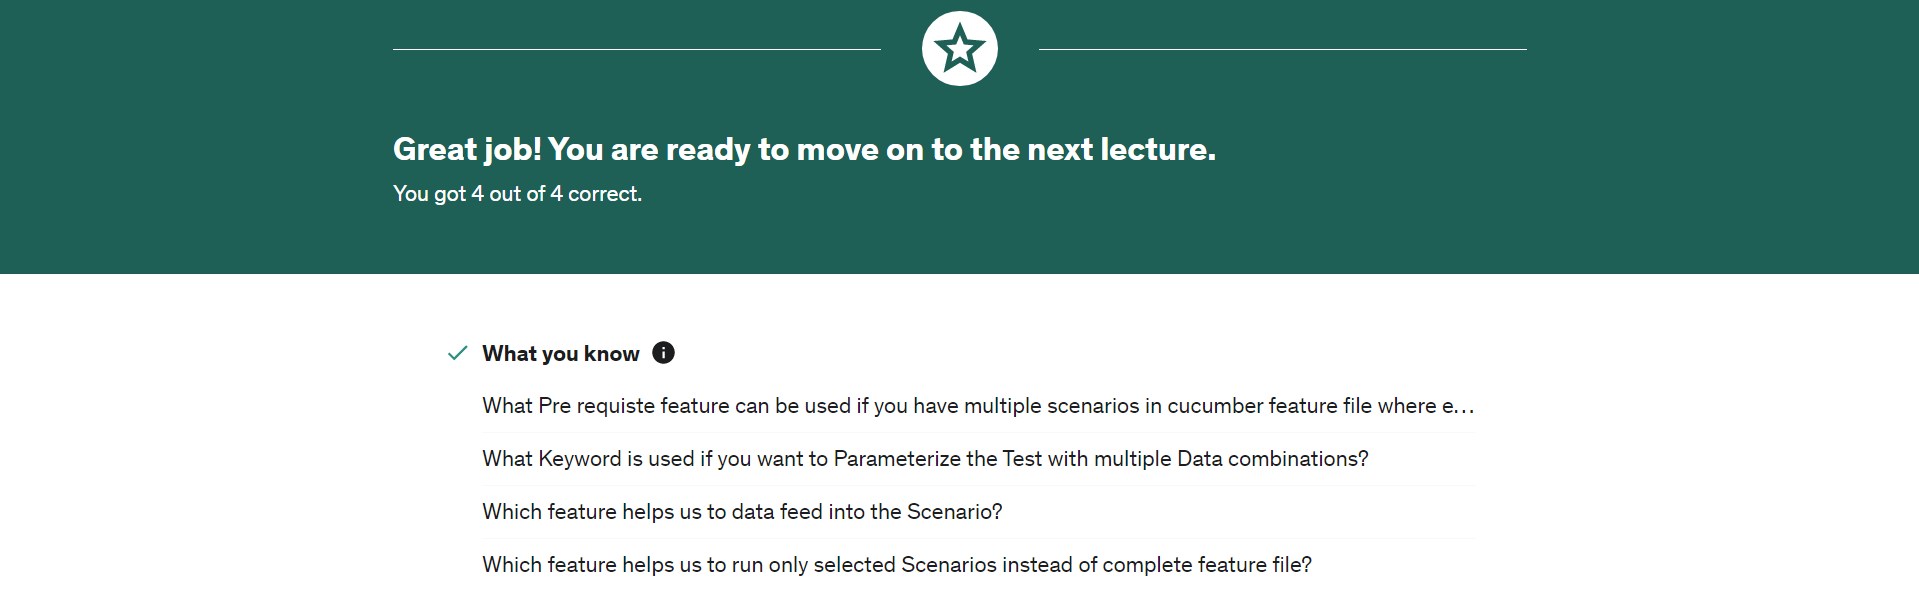 Great job! You are ready to move on to the next lecture.
You got 4 out of 4 correct.
What you know
What Pre requiste feature can be used if you have multiple scenarios in cucumber feature file where e...
What Keyword is used if you want to Parameterize the Test with multiple Data combinations?
Which feature helps us to data feed into the Scenario?
Which feature helps us to run only selected Scenarios instead of complete feature file?